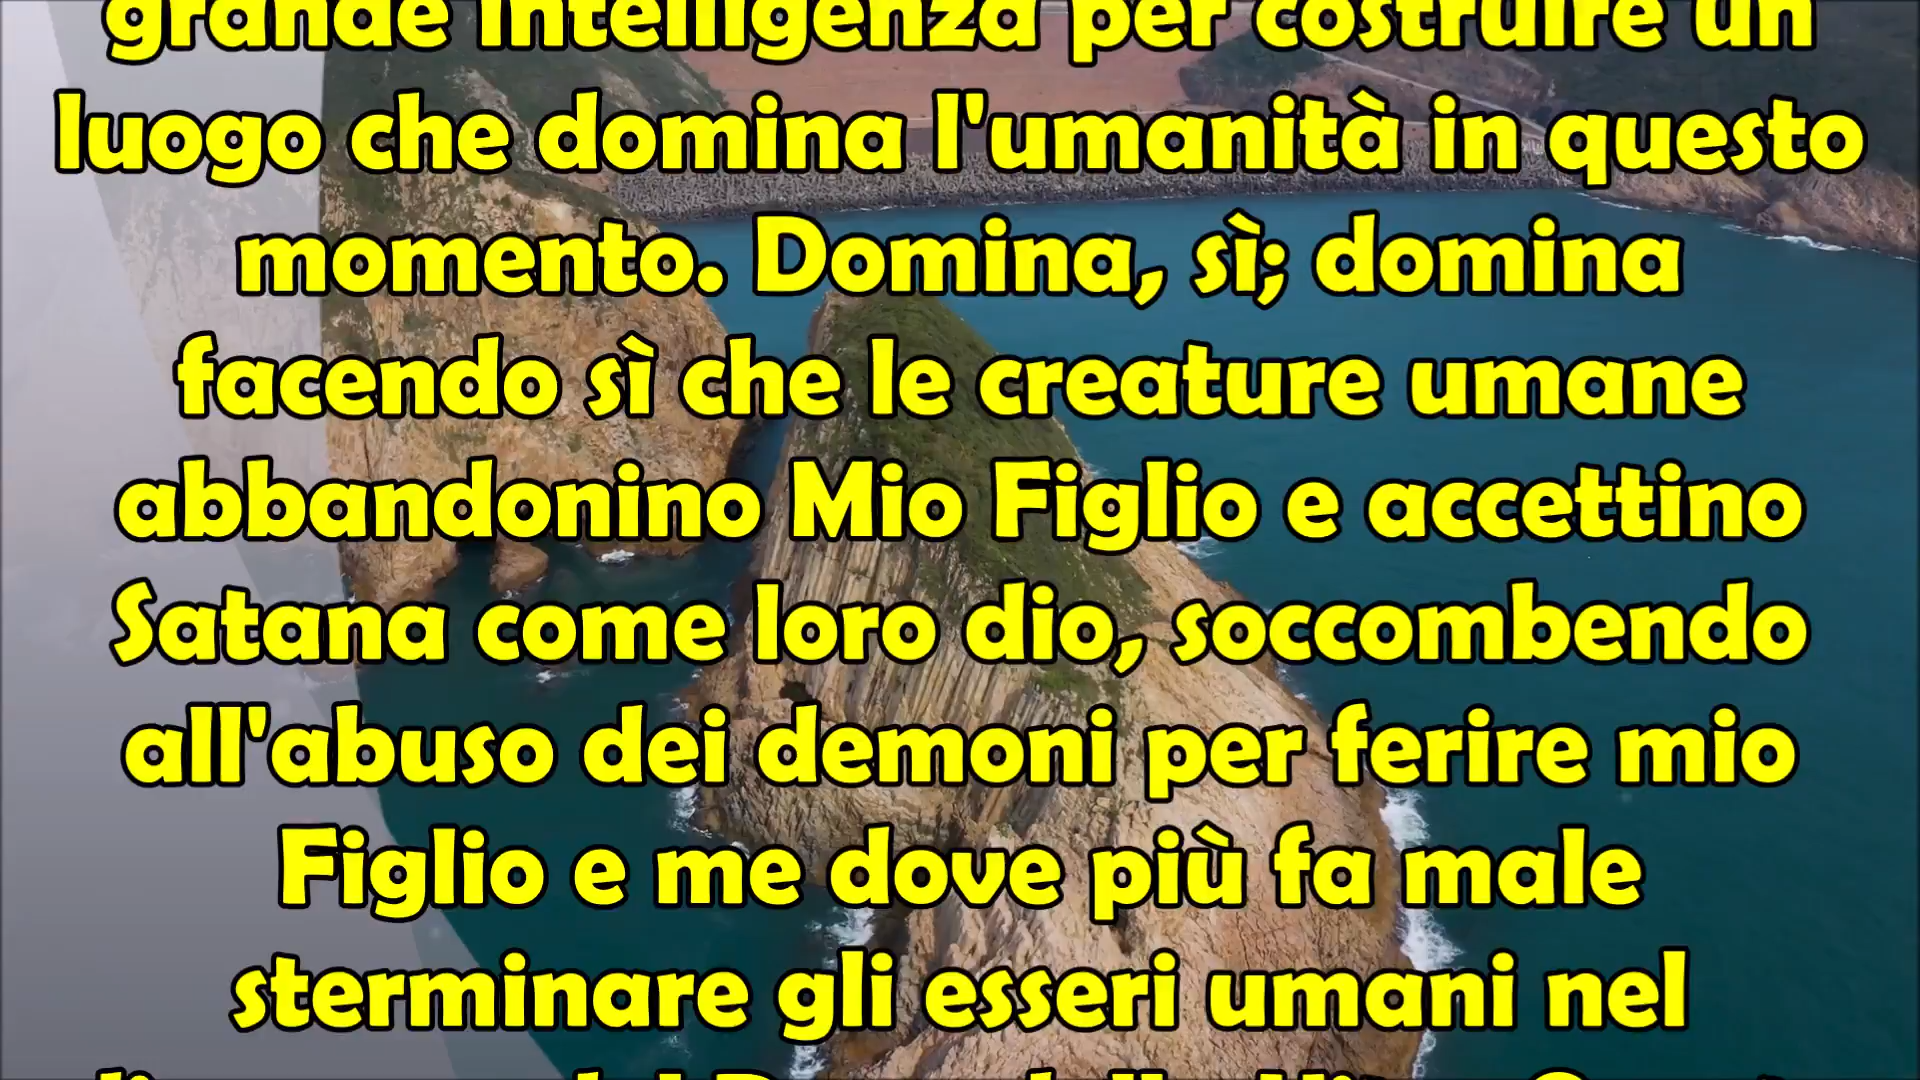 grande intelligenza per costruire un
luogo che domina l'umanità in questo
momento. Domina, sì; domina
facendo sì che le creature umane
abbandonino Mio Figlio e accettino
Satana come loro dio, soccombendo
all'abuso dei demoni per ferire mio
Figlio e me dove più fa male
sterminare gli esseri umani nel